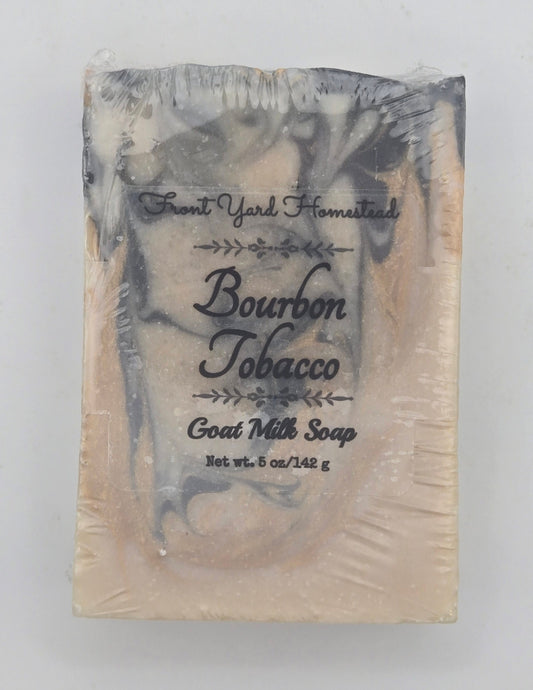 Front Yard Homestead
Bourbon
Tobacco
Goat Milk Soap
Net wt. 5 oz/142 g